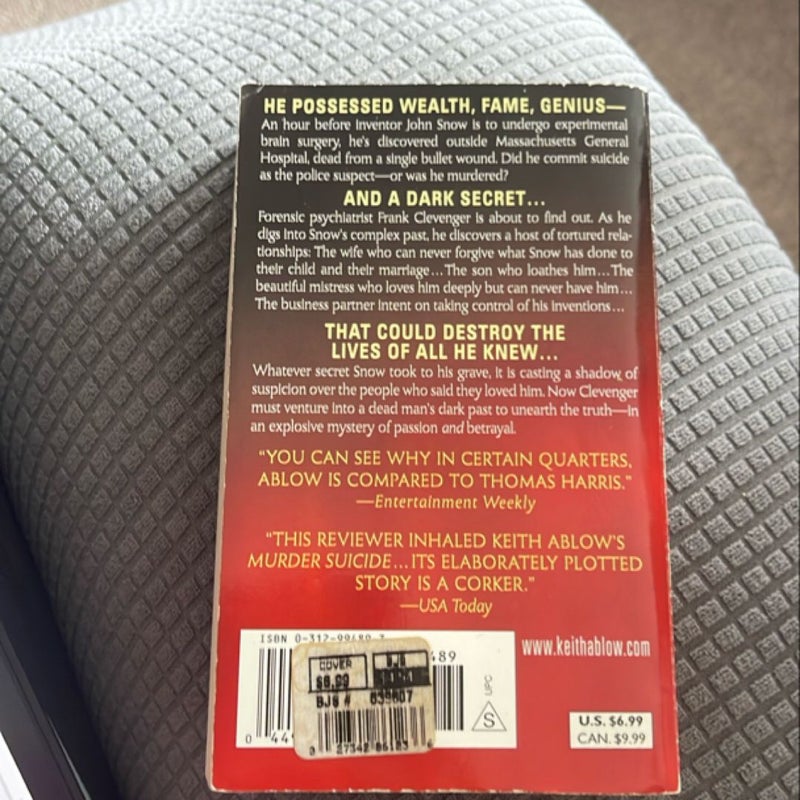 HE POSSESSED WEALTH, FAME, GENIUS—
An hour before inventor John Snow is to undergo experimental
brain surgery, he's discovered outside Massachusetts General
Hospital, dead from a single bullet wound. Did he commit suicide
as the police suspect—or was he murdered?
AND A DARK SECRET...
Forensic psychiatrist Frank Clevenger is about to find out. As he
digs into Snow's complex past, he discovers a host of tortured rela-
tionships: The wife who can never forgive what Snow has done to
their child and their marriage...The son who loathes him...The
beautiful mistress who loves him deeply but can never have him...
The business partner intent on taking control of his inventions...
THAT COULD DESTROY THE
LIVES OF ALL HE KNEW...
Whatever secret Snow took to his grave, it is casting a shadow of
suspicion over the people who said they loved him. Now Clevenger
must venture into a dead man's dark past to unearth the truth—in
an explosive mystery of passion and betrayal.
"YOU CAN SEE WHY IN CERTAIN QUARTERS,
ABLOW IS COMPARED TO THOMAS HARRIS."
—Entertainment Weekly
"THIS REVIEWER INHALED KEITH ABLOW'S
MURDER SUICIDE...ITS ELABORATELY PLOTTED
STORY IS A CORKER."
—USA Today
ISBN 0-312-99489-3
www.keithablow.com
489
COVER
$6.99
BJS
BJS # 
UPC
S
U.S. $6.99
CAN. $9.99
0 44
0 27342